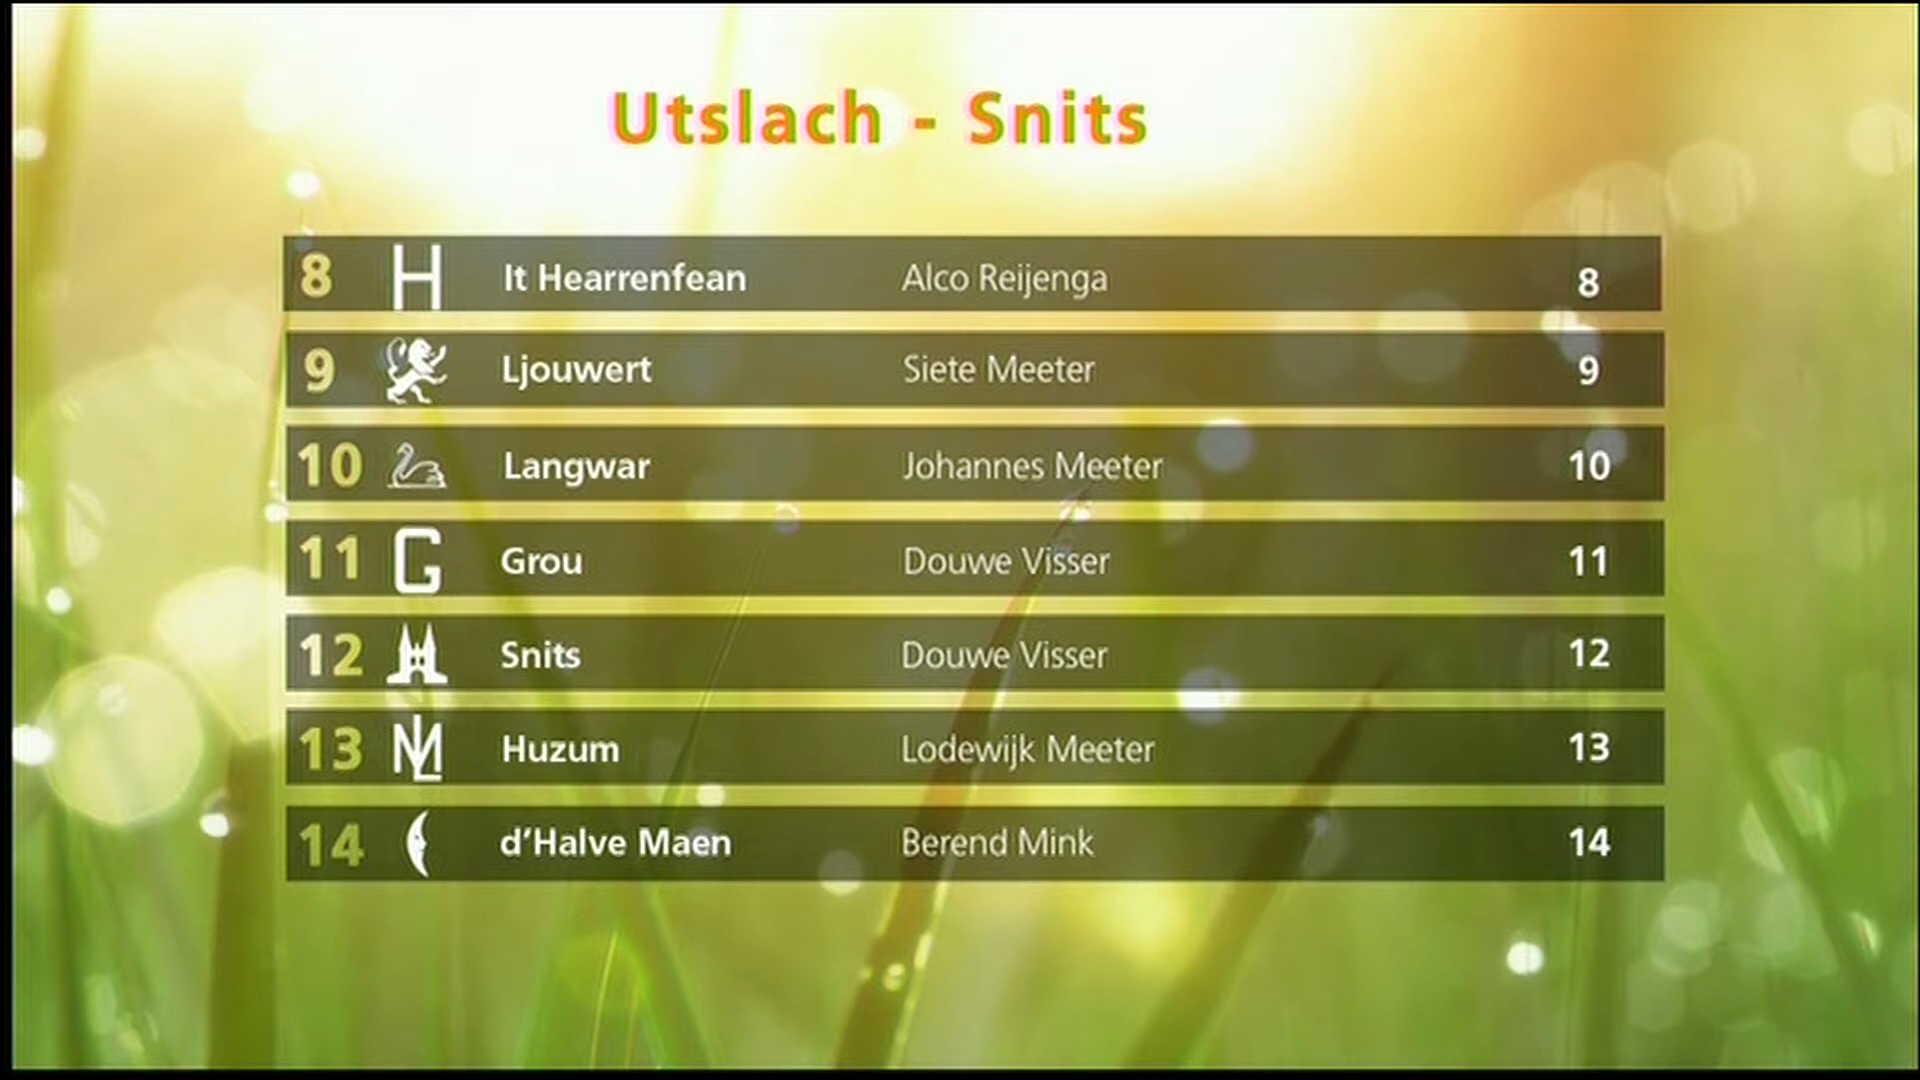 Utslach - Snits
8 H It Hearrenfean Alco Reijenga 8
9 Ljouwert Siete Meeter 9
10 Langwar Johannes Meeter 10
11 G Grou Douwe Visser 11
12 Snits Douwe Visser 12
13 Huzum Lodewijk Meeter 13
14 d'Halve Maen Berend Mink 14